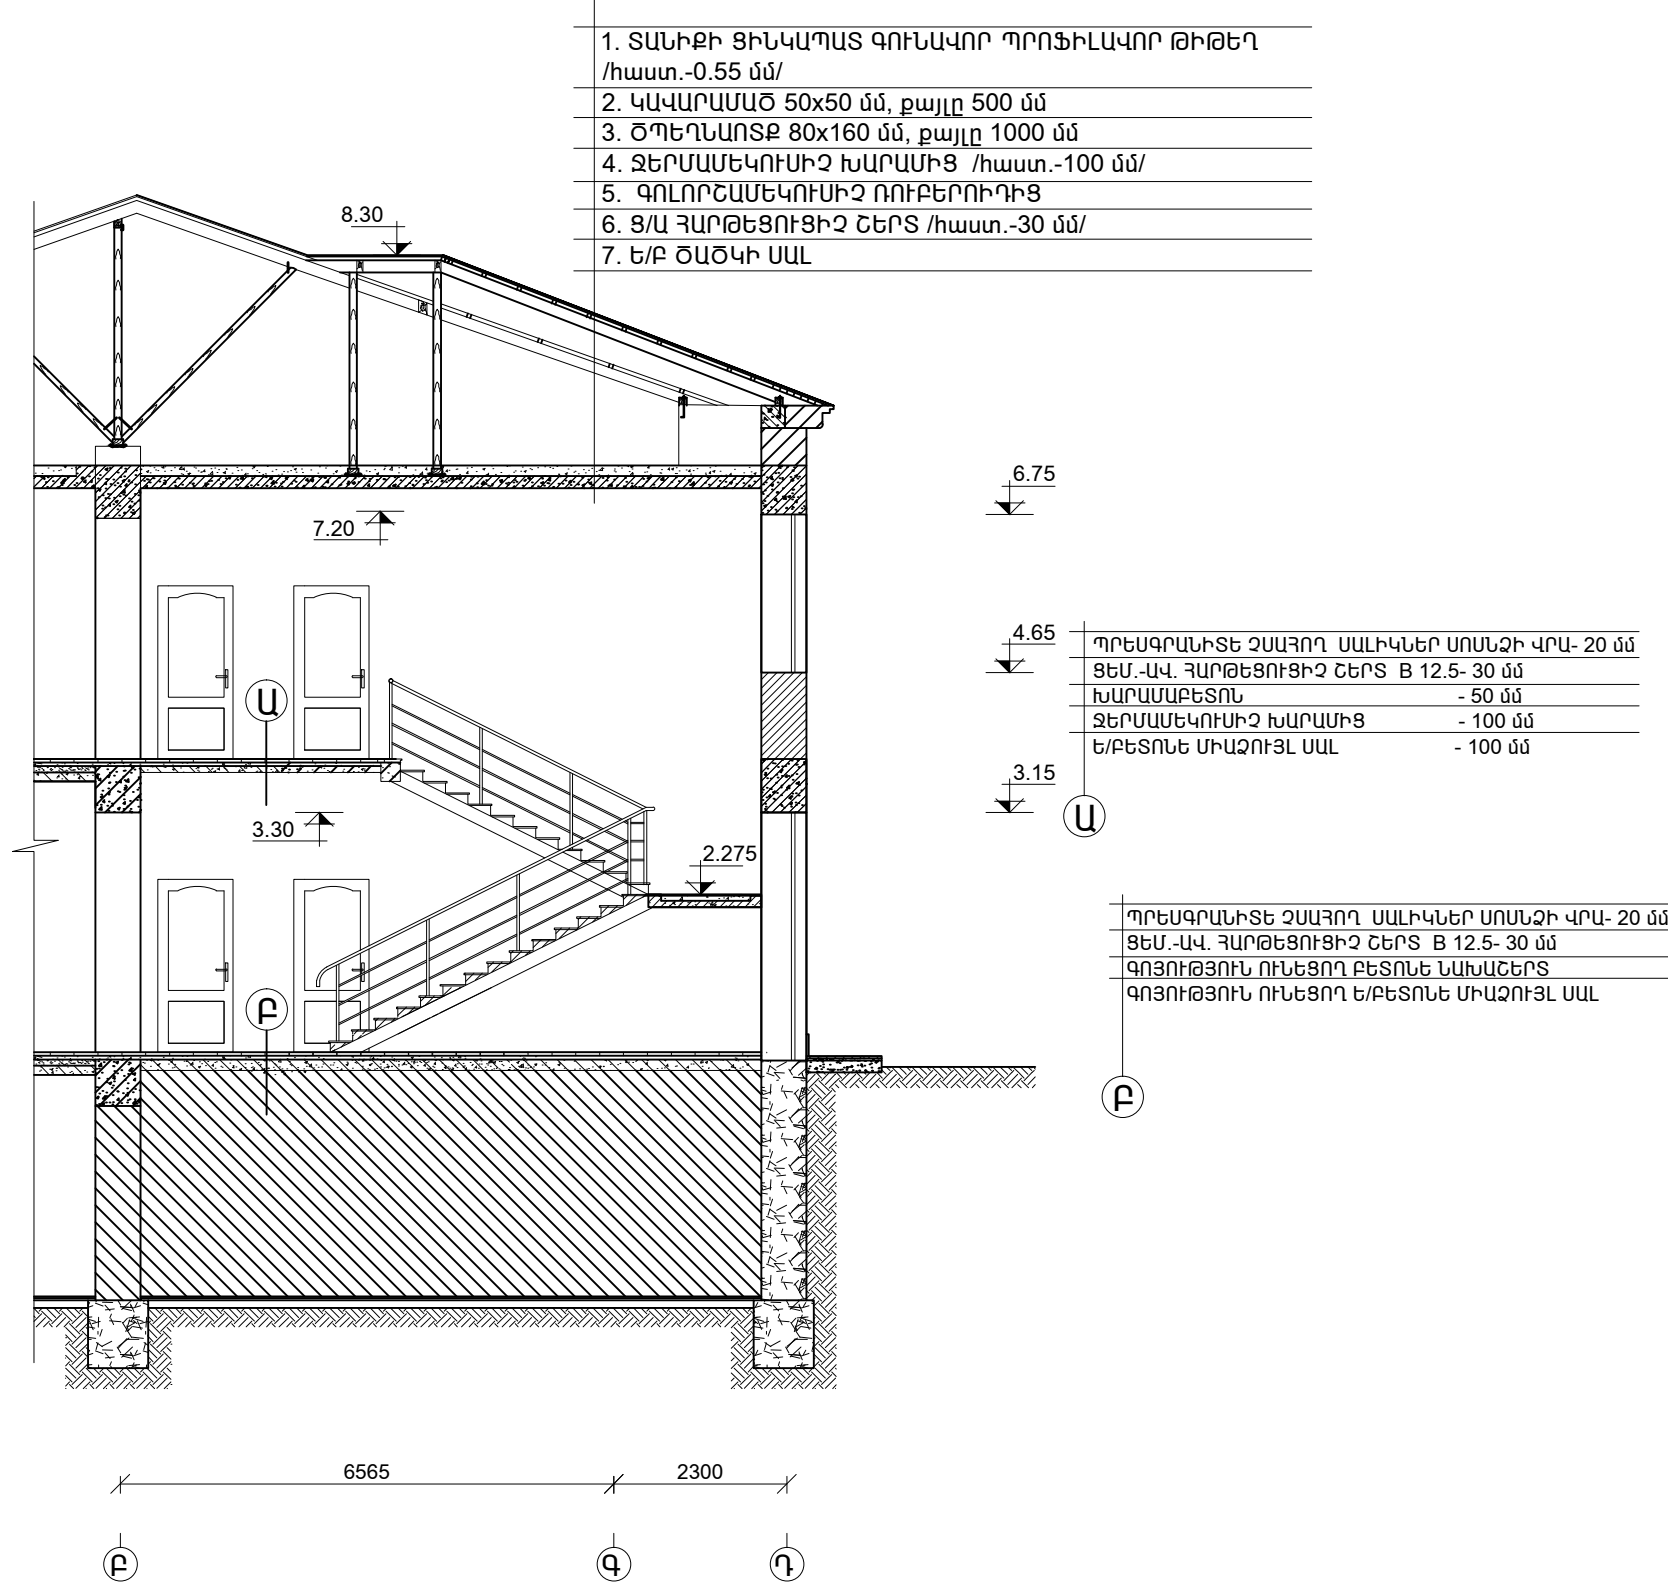 1. ՏԱՆԻՔԻ ՑԻՆԿԱՊԱՏ ԳՈՒՆԱՎՈՐ ՊՐՈՖԻԼԱՎՈՐ ԹԻԹԵՂ
/հաստ.-0.55 մմ/
2. ԿԱՎԱՐԱՄԱԾ 50x50 մմ, քայլը 500 մմ
3. ԾՊԵՂՆԱՈՏՔ 80x160 մմ, քայլը 1000 մմ
4. ՋԵՐՄԱՄԵԿՈՒՍԻՉ ԽԱՐԱՄԻՑ /հաստ.-100 մմ/
5. ԳՈԼՈՐՇԱՄԵԿՈՒՍԻՉ ՌՈՒԲԵՐՈԻԴԻՑ
6. Ց/Ա ՀԱՐԹԵՑՈՒՑԻՉ ՇԵՐՏ /հաստ.-30 մմ/
7. Ե/Բ ԾԱԾԿԻ ՍԱԼ
8.30
6.75
7.20
4.65
ՊՐԵՍԳՐԱՆԻՏԵ ՉՍԱՀՈՂ ՍԱԼԻԿՆԵՐ ՍՈՍՆՁԻ ՎՐԱ- 20 մմ
ՑԵՄ.-ԱՎ. ՀԱՐԹԵՑՈՒՑԻՉ ՇԵՐՏ B 12.5- 30 մմ
ԽԱՐԱՄԱԲԵՏՈՆ - 50 մմ
ՋԵՐՄԱՄԵԿՈՒՍԻՉ ԽԱՐԱՄԻՑ - 100 մմ
Ե/ԲԵՏՈՆԵ ՄԻԱՁՈՒՅԼ ՍԱԼ - 100 մմ
Ա
Ա
3.15
3.30
2.275
ՊՐԵՍԳՐԱՆԻՏԵ ՉՍԱՀՈՂ ՍԱԼԻԿՆԵՐ ՍՈՍՆՁԻ ՎՐԱ- 20 մմ
ՑԵՄ.-ԱՎ. ՀԱՐԹԵՑՈՒՑԻՉ ՇԵՐՏ B 12.5- 30 մմ
ԳՈՅՈՒԹՅՈՒՆ ՈՒՆԵՑՈՂ ԲԵՏՈՆԵ ՆԱԽԱՇԵՐՏ
ԳՈՅՈՒԹՅՈՒՆ ՈՒՆԵՑՈՂ Ե/ԲԵՏՈՆԵ ՄԻԱՁՈՒՅԼ ՍԱԼ
Բ
Բ
6565
2300
Բ
Գ
Դ